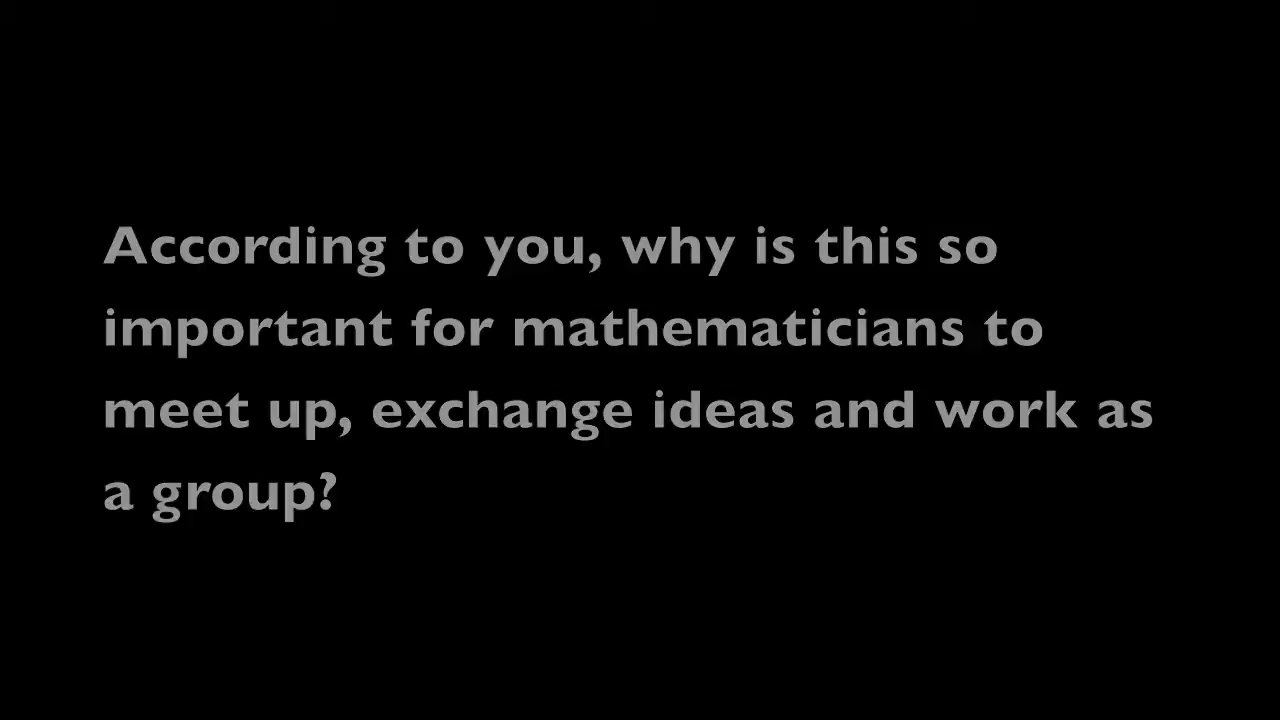 According to you, why is this so
important for mathematicians to
meet up, exchange ideas and work as
a group?